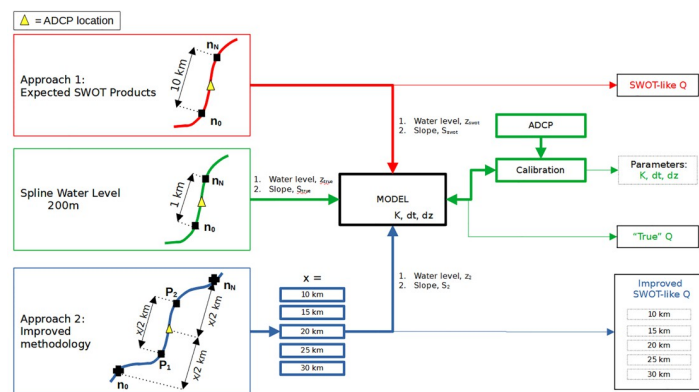 = ADCP location
Approach 1:
Expected SWOT Products
10 km
nN
n0
1. Water level, zswot
2. Slope, Sswot
SWOT-like Q
ADCP
Calibration
Parameters:
K, dt, dz
Spline Water Level
200m
1 km
nN
n0
1. Water level, ztrue
2. Slope, Strue
MODEL
K, dt, dz
"True" Q
Approach 2:
Improved
methodology
x/2 km
P2
nN
x/2 km
x/2 km
P1
n0
x =
10 km
15 km
20 km
25 km
30 km
1. Water level, z2
2. Slope, S2
Improved
SWOT-like Q
10 km
15 km
20 km
25 km
30 km